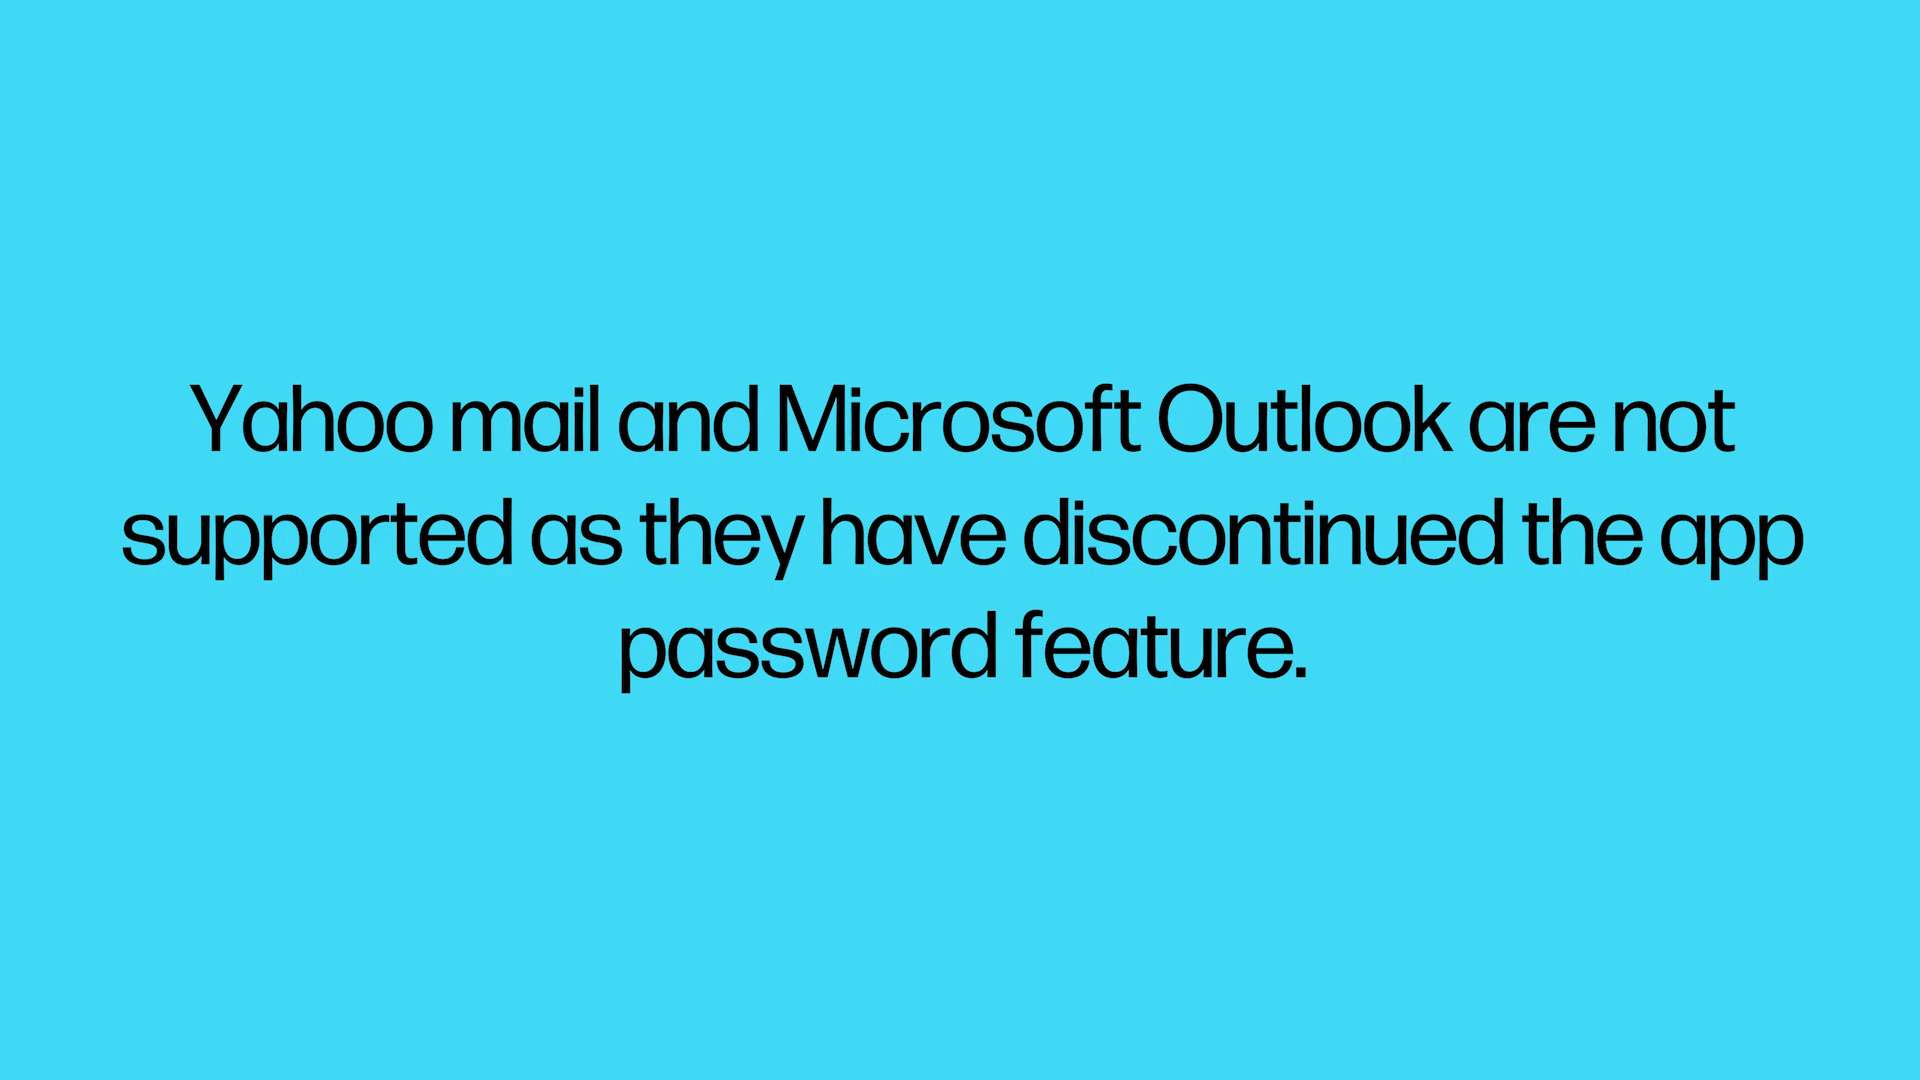 Yahoo mail and Microsoft Outlook are not
supported as they have discontinued the app
password feature.